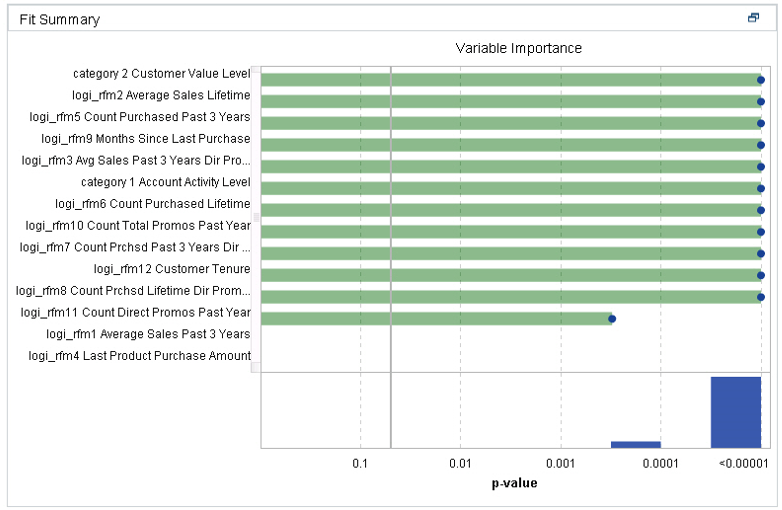 Fit Summary
Variable Importance
category 2 Customer Value Level
logi_rfm2 Average Sales Lifetime
logi_rfm5 Count Purchased Past 3 Years
logi_rfm9 Months Since Last Purchase
logi_rfm3 Avg Sales Past 3 Years Dir Pro...
category 1 Account Activity Level
logi_rfm6 Count Purchased Lifetime
logi_rfm10 Count Total Promos Past Year
logi_rfm7 Count Prchsd Past 3 Years Dir ...
logi_rfm12 Customer Tenure
logi_rfm8 Count Prchsd Lifetime Dir Prom...
logi_rfm11 Count Direct Promos Past Year
logi_rfm1 Average Sales Past 3 Years
logi_rfm4 Last Product Purchase Amount
0.1 0.01 0.001 0.0001 <0.00001
p-value